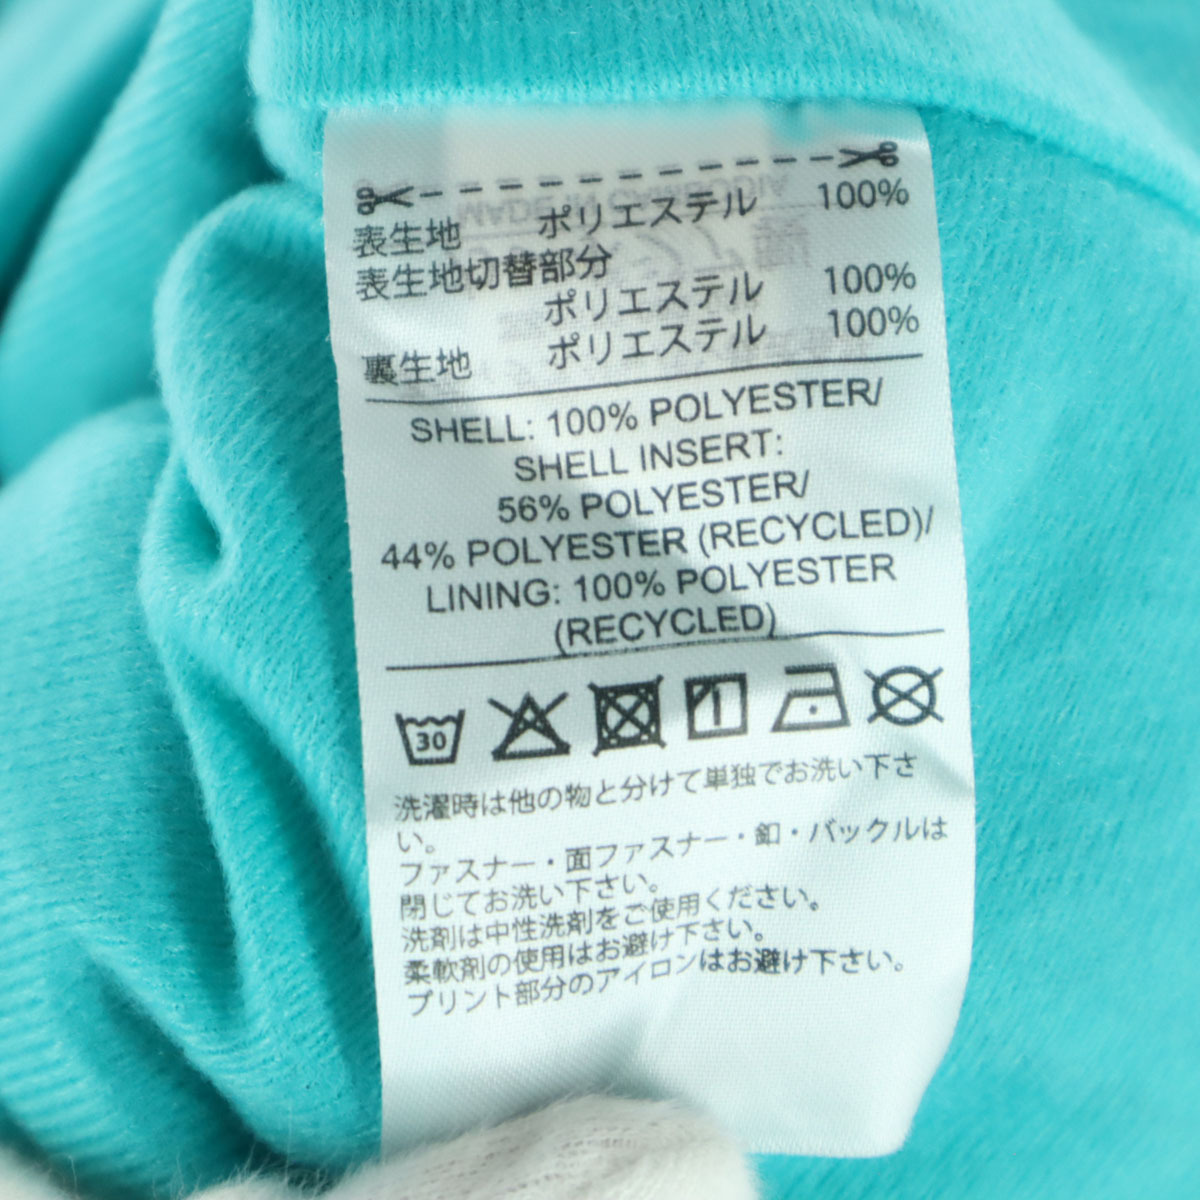 表生地 ポリエステル 100%
表生地切替部分
ポリエステル 100%
裏生地 ポリエステル 100%
SHELL: 100% POLYESTER/
SHELL INSERT:
56% POLYESTER/
44% POLYESTER (RECYCLED)/
LINING: 100% POLYESTER
(RECYCLED)
30
洗濯時は他の物と分けて単独でお洗い下さ
い。
ファスナー・面ファスナー・釦・バックルは
閉じてお洗い下さい。
洗剤は中性洗剤をご使用ください。
柔軟剤の使用はお避け下さい。
プリント部分のアイロンはお避け下さい。